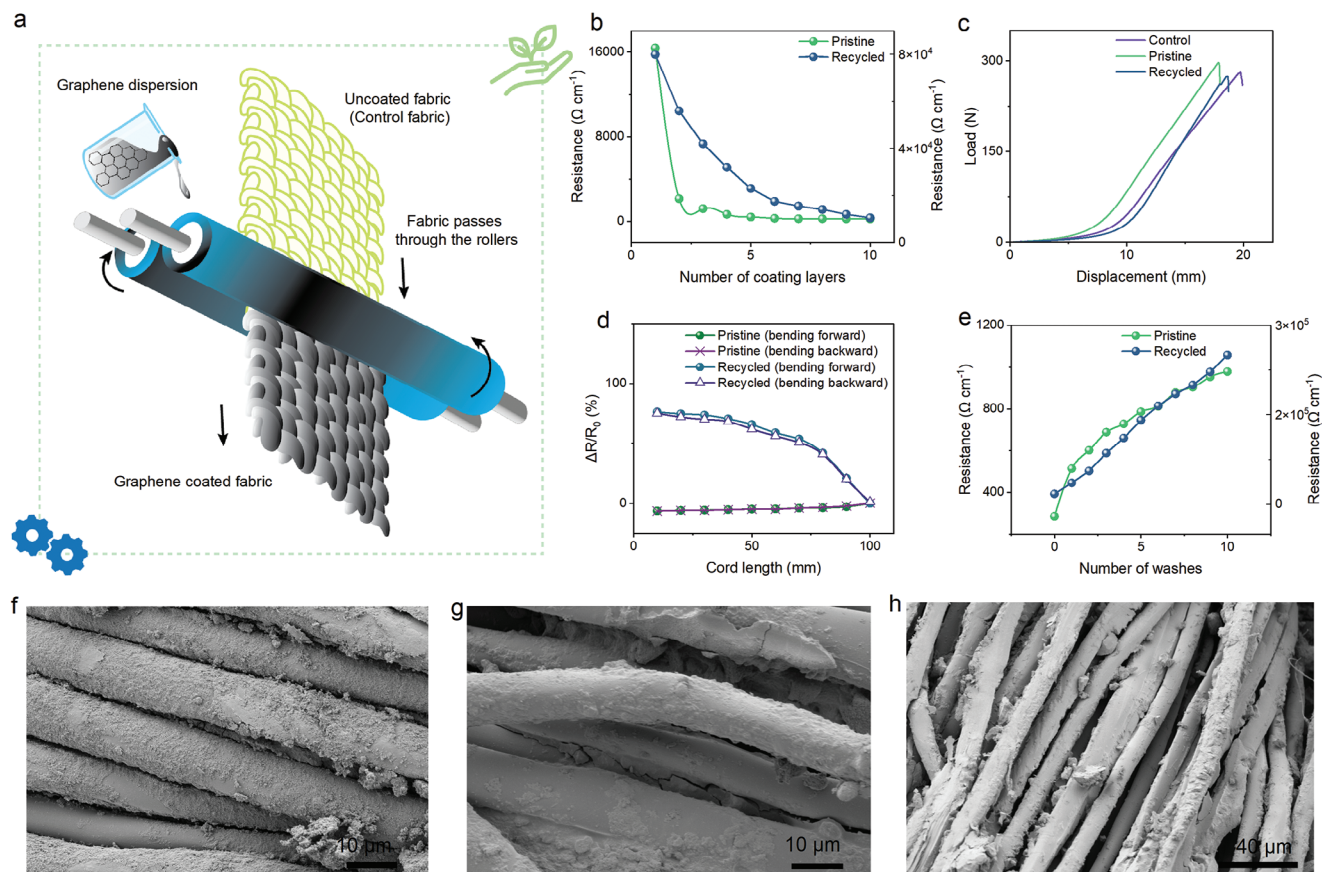 a
Graphene dispersion
Uncoated fabric
(Control fabric)
Fabric passes
through the rollers
Graphene coated fabric
b
Pristine
Recycled
16000
8000
0
Resistance (Ω cm⁻¹)
8×10⁴
4×10⁴
0
Resistance (Ω cm⁻¹)
0
5
10
Number of coating layers
c
Control
Pristine
Recycled
300
150
0
Load (N)
0
10
20
Displacement (mm)
d
Pristine (bending forward)
Pristine (bending backward)
Recycled (bending forward)
Recycled (bending backward)
100
0
ΔR/R₀ (%)
0
50
100
Cord length (mm)
e
Pristine
Recycled
1200
800
400
Resistance (Ω cm⁻¹)
3×10⁵
2×10⁵
0×10⁵
Resistance (Ω cm⁻¹)
0
5
10
Number of washes
f
10 μm
g
10 μm
h
40 μm